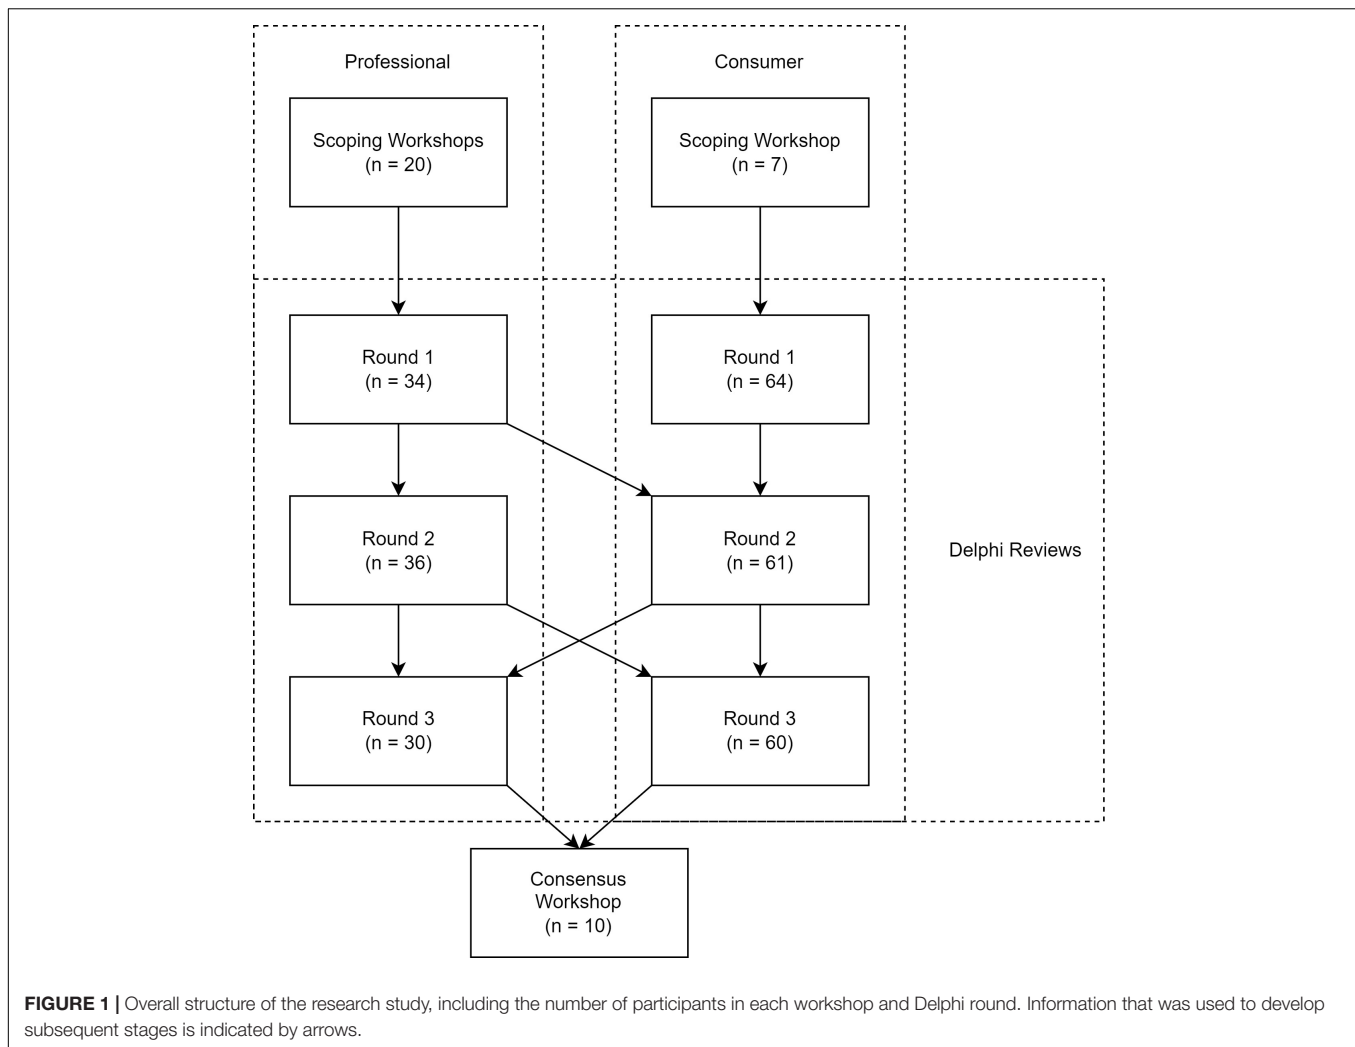 Professional
Consumer
Scoping Workshops
(n = 20)
Scoping Workshop
(n = 7)
Round 1
(n = 34)
Round 1
(n = 64)
Round 2
(n = 36)
Round 2
(n = 61)
Delphi Reviews
Round 3
(n = 30)
Round 3
(n = 60)
Consensus
Workshop
(n = 10)
FIGURE 1 | Overall structure of the research study, including the number of participants in each workshop and Delphi round. Information that was used to develop
subsequent stages is indicated by arrows.